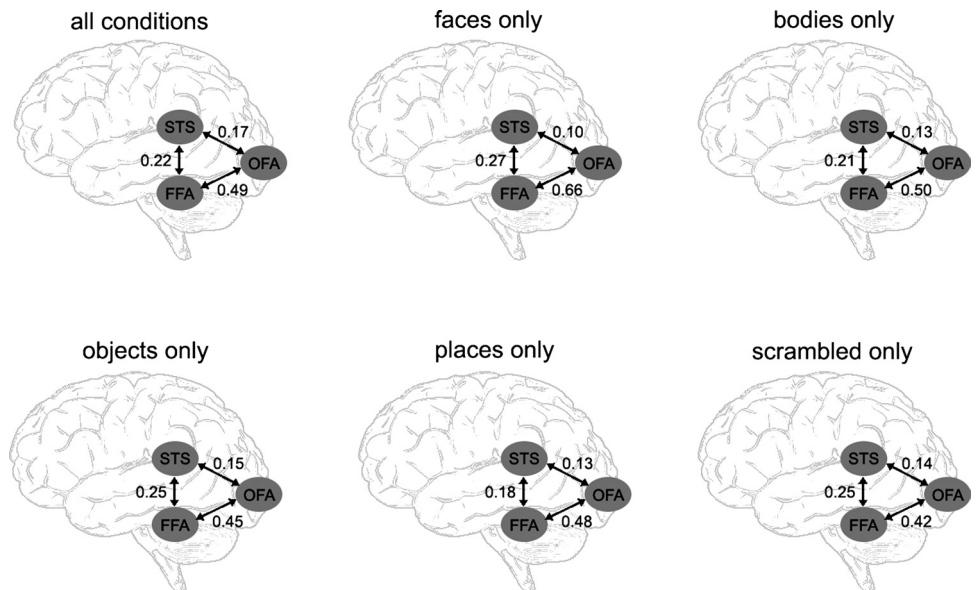 all conditions
STS
0.17
0.22
OFA
FFA
0.49
faces only
STS
0.10
0.27
OFA
FFA
0.66
bodies only
STS
0.13
0.21
OFA
FFA
0.50
objects only
STS
0.15
0.25
OFA
FFA
0.45
places only
STS
0.13
0.18
OFA
FFA
0.48
scrambled only
STS
0.14
0.25
OFA
FFA
0.42